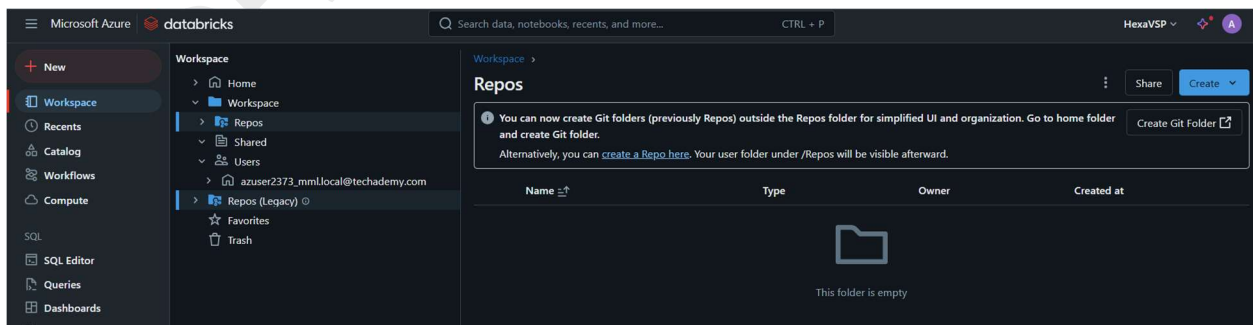 Microsoft Azure databricks Search data, notebooks, recents, and more... CTRL + P HexaVSP A
New
Workspace
Recents
Catalog
Workflows
Compute
SQL
SQL Editor
Queries
Dashboards
Workspace
Home
Workspace
Repos
Shared
Users
azuser2373_mml.local@techademy.com
Repos (Legacy)
Favorites
Trash
Workspace >
Repos Share Create
You can now create Git folders (previously Repos) outside the Repos folder for simplified UI and organization. Go to home folder
and create Git folder.
Create Git Folder
Alternatively, you can create a Repo here. Your user folder under /Repos will be visible afterward.
Name Type Owner Created at
This folder is empty